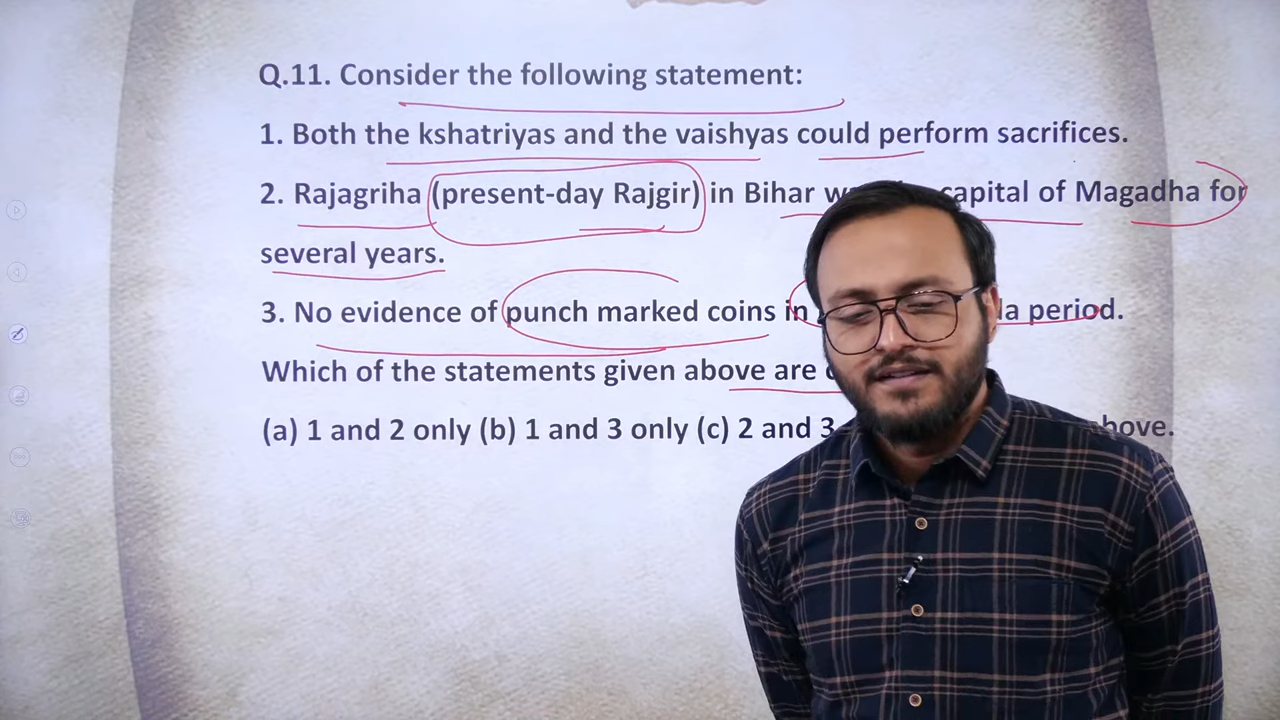 Q.11. Consider the following statement:
1. Both the kshatriyas and the vaishyas could perform sacrifices.
2. Rajagriha (present-day Rajgir) in Bihar capital of Magadha for
several years.
3. No evidence of punch marked coins in period.
Which of the statements given above are
(a) 1 and 2 only (b) 1 and 3 only (c) 2 and 3